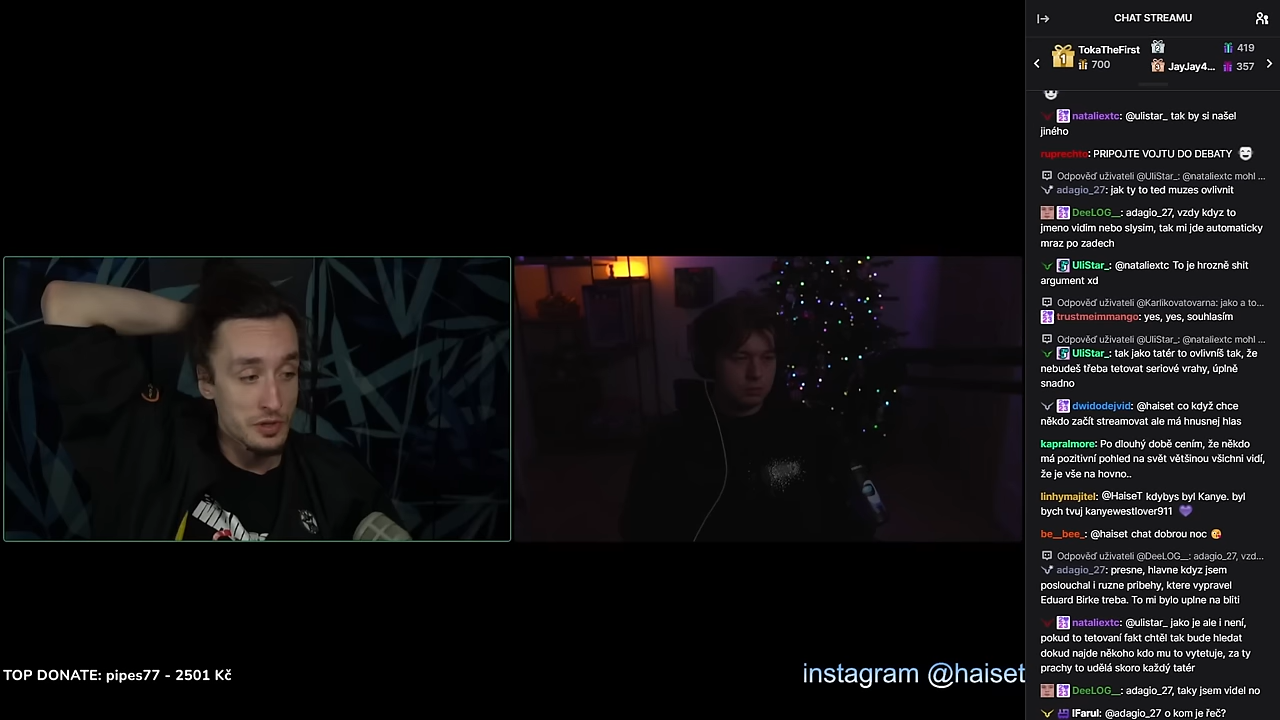 CHAT STREAMU
TokaTheFirst
700
419
JayJay4...
357
nataliextc: @ulistar_ tak by si našel
jiného
ruprechto: PRIPOJTE VOJTU DO DEBATY
Odpověď uživateli @UliStar_: @nataliextc mohl ...
adagio_27: jak ty to ted muzes ovlivnit
DeeLOG__: adagio_27, vzdy kdyz to
jmeno vidim nebo slysim, tak mi jde automaticky
mraz po zadech
UliStar_: @nataliextc To je hrozně shit
argument xd
Odpověď uživateli @Karlikovatovarna: jako a to...
trustmeimmango: yes, yes, souhlasím
Odpověď uživateli @UliStar_: @nataliextc mohl ...
UliStar_: tak jako tatér to ovlivníš tak, že
nebudeš třeba tetovat seriové vrahy, úplně
snadno
dwidodejvid: @haiset co když chce
někdo začít streamovat ale má hnusnej hlas
kapralmore: Po dlouhý době cením, že někdo
má pozitivní pohled na svět většinou všichni vidí,
že je vše na hovno..
linhymajitel: @HaiseT kdybys byl Kanye. byl
bych tvuj kanyewestlover911
be__bee_: @haiset chat dobrou noc
Odpověď uživateli @DeeLOG__: adagio_27, vzd...
adagio_27: presne, hlavne kdyz jsem
poslouchal i ruzne pribehy, ktere vypravel
Eduard Birke treba. To mi bylo uplne na bliti
nataliextc: @ulistar_ jako je ale i není,
pokud to tetovaní fakt chtěl tak bude hledat
dokud najde někoho kdo mu to vytetuje, za ty
prachy to udělá skoro každý tatér
DeeLOG__: adagio_27, taky jsem videl no
IFarul: @adagio_27 o kom je řeč?
TOP DONATE: pipes77 - 2501 Kč
instagram @haiset